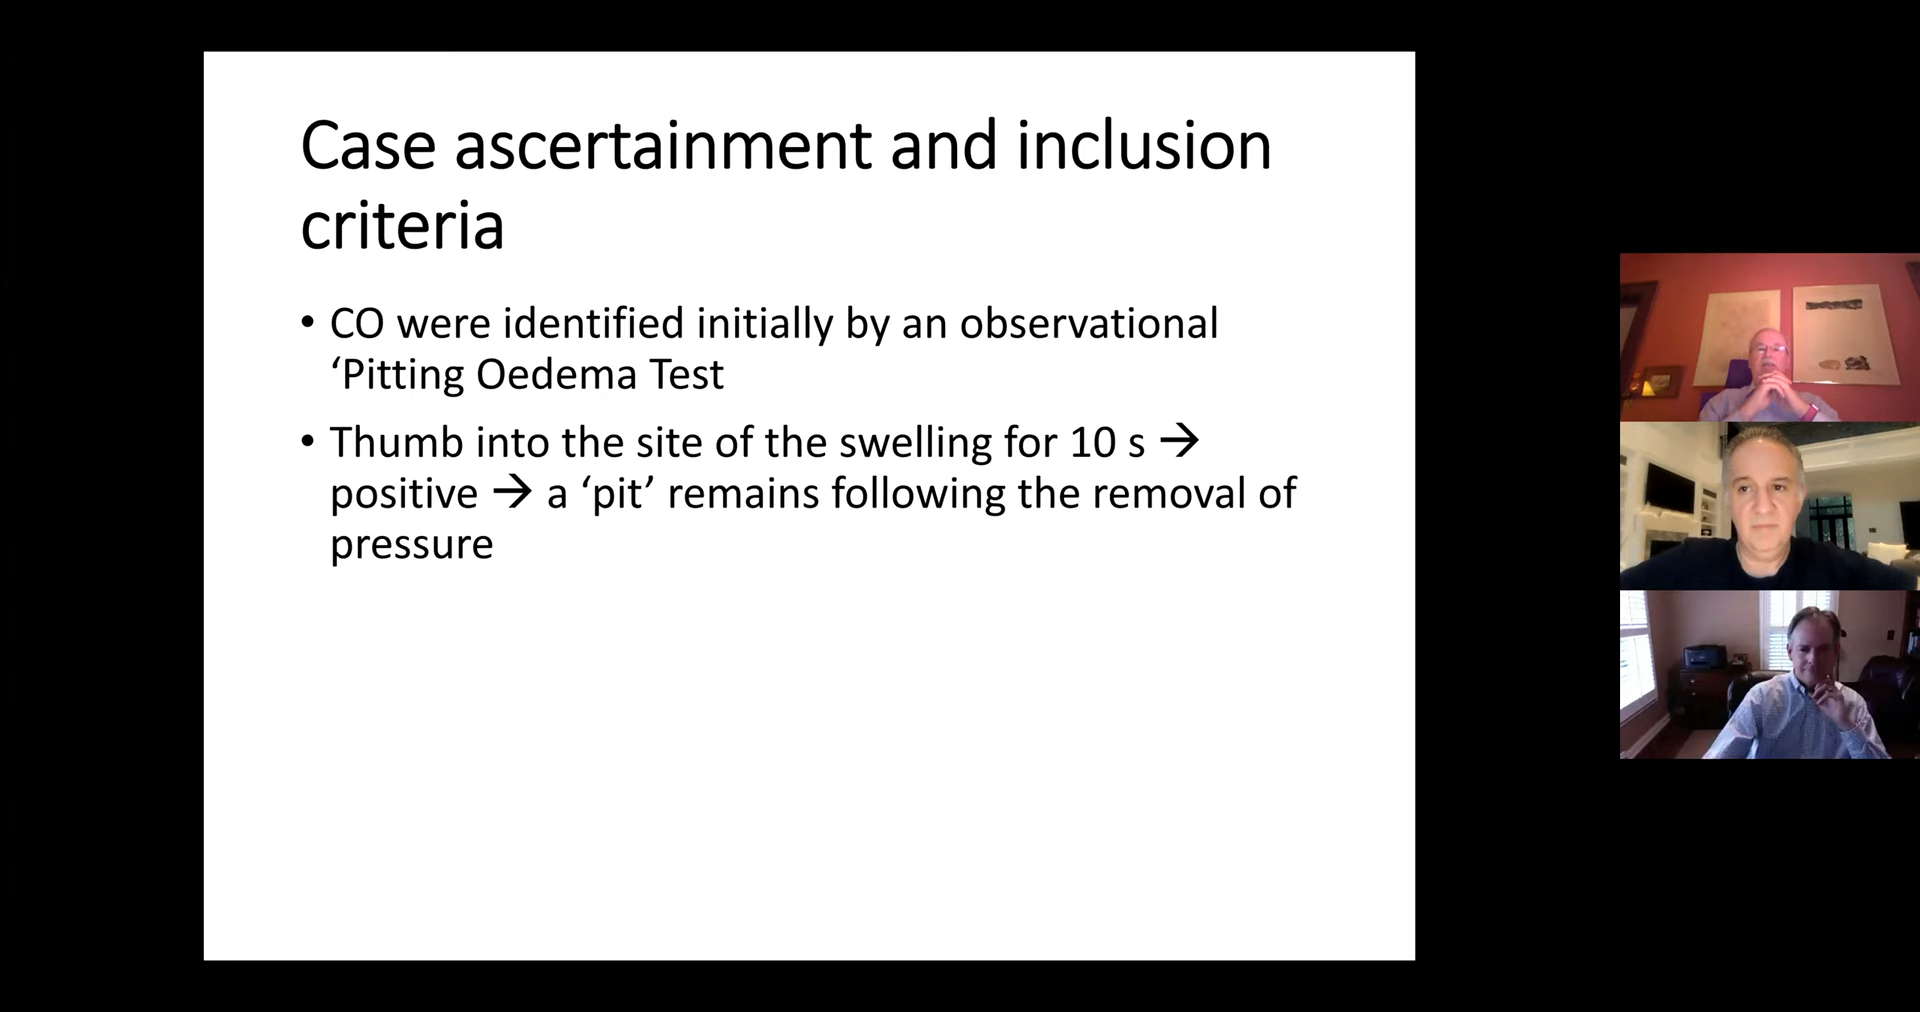 Case ascertainment and inclusion
criteria
• CO were identified initially by an observational
‘Pitting Oedema Test
• Thumb into the site of the swelling for 10 s →
positive → a ‘pit’ remains following the removal of
pressure